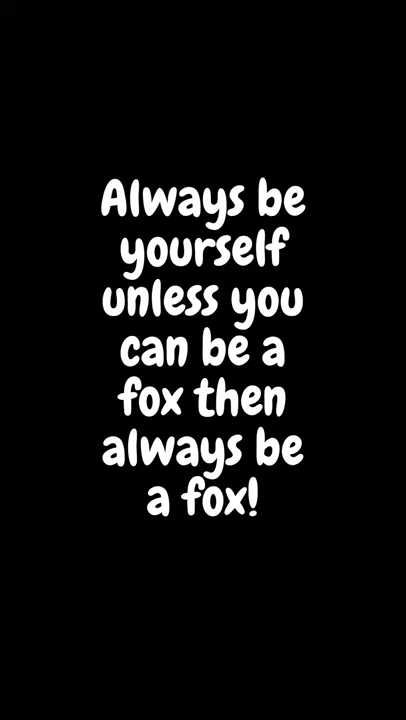 Always be
yourself
unless you
can be a
fox then
always be
a fox!